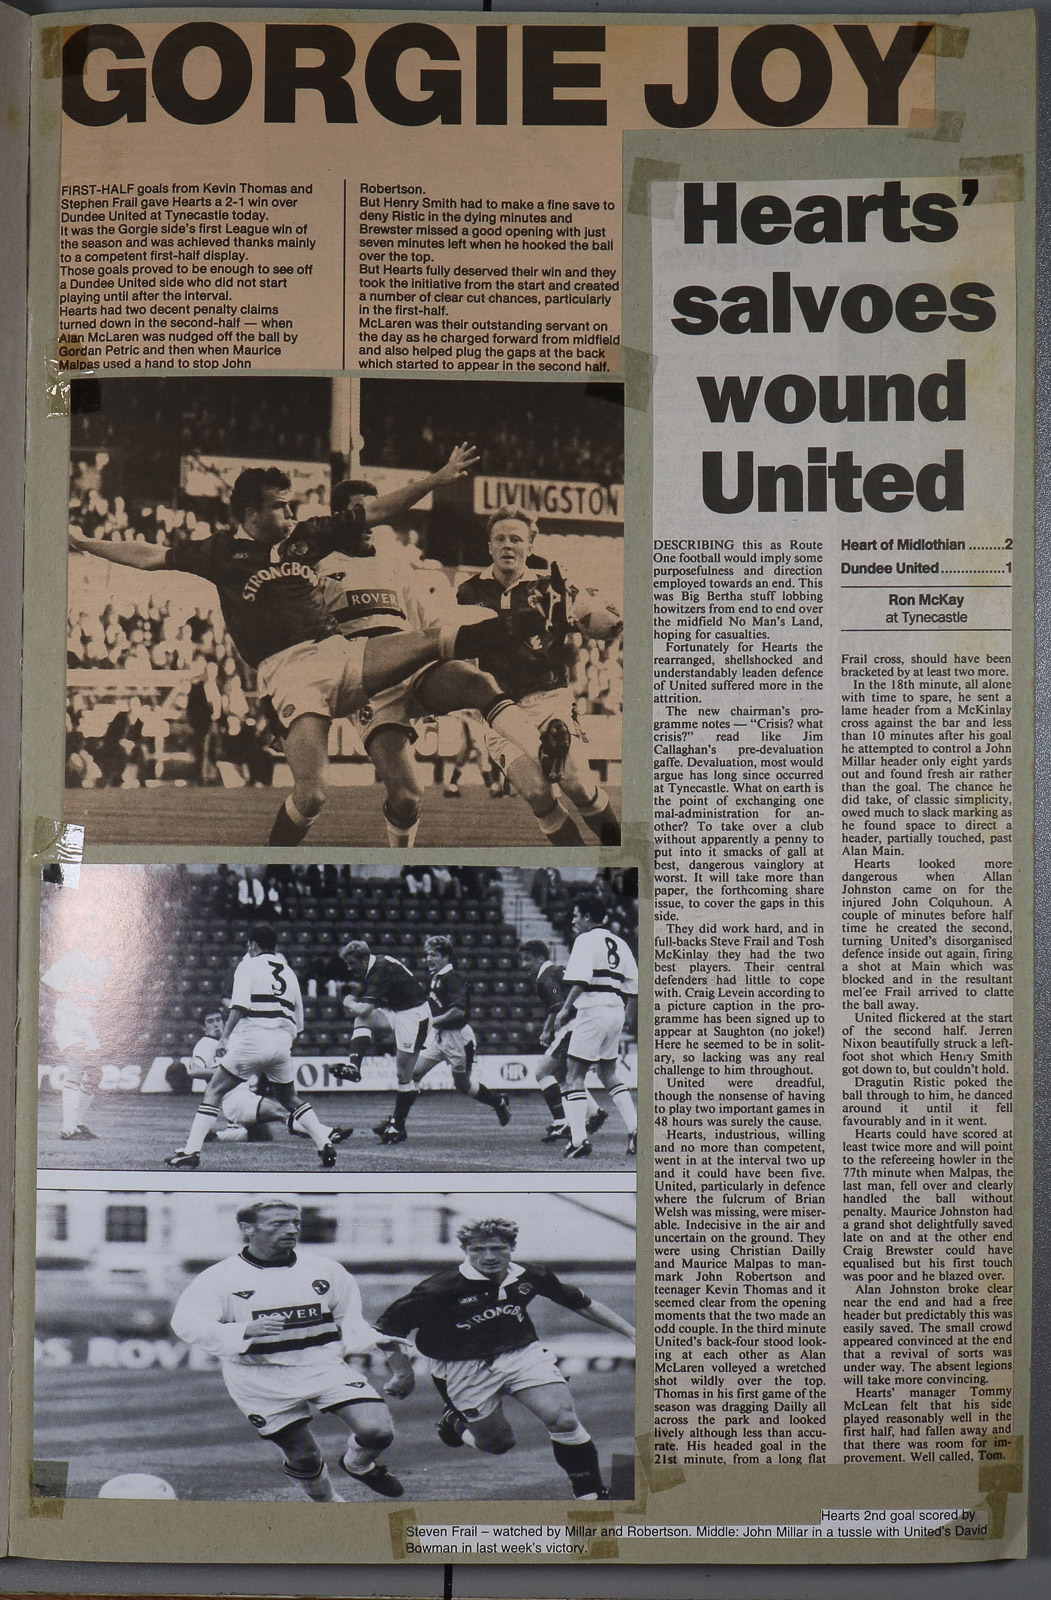 GORGIE JOY
FIRST-HALF goals from Kevin Thomas and
Stephen Frail gave Hearts a 2-1 win over
Dundee United at Tynecastle today.
It was the Gorgie side's first League win of
the season and was achieved thanks mainly
to a competent first-half display.
Those goals proved to be enough to see off
a Dundee United side who did not start
playing until after the interval.
Hearts had two decent penalty claims
turned down in the second-half — when
Alan McLaren was nudged off the ball by
Gordan Petric and then when Maurice
Malpas used a hand to stop John
Robertson.
But Henry Smith had to make a fine save to
deny Ristic in the dying minutes and
Brewster missed a good opening with just
seven minutes left when he hooked the ball
over the top.
But Hearts fully deserved their win and they
took the initiative from the start and created
a number of clear cut chances, particularly
in the first-half.
McLaren was their outstanding servant on
the day as he charged forward from midfield
and also helped plug the gaps at the back
which started to appear in the second half.
LIVINGSTON
STRONGBOW
ROVER
3
8
HR
ROVER
STRONGB
Hearts'
salvoes
wound
United
DESCRIBING this as Route
One football would imply some
purposefulness and direction
employed towards an end. This
was Big Bertha stuff lobbing
howitzers from end to end over
the midfield No Man's Land,
hoping for casualties.
Fortunately for Hearts the
rearranged, shellshocked and
understandably leaden defence
of United suffered more in the
attrition.
The new chairman's pro-
gramme notes — "Crisis? what
crisis?" read like Jim
Callaghan's pre-devaluation
gaffe. Devaluation, most would
argue has long since occurred
at Tynecastle. What on earth is
the point of exchanging one
mal-administration for an-
other? To take over a club
without apparently a penny to
put into it smacks of gall at
best, dangerous vainglory at
worst. It will take more than
paper, the forthcoming share
issue, to cover the gaps in this
side.
They did work hard, and in
full-backs Steve Frail and Tosh
McKinlay they had the two
best players. Their central
defenders had little to cope
with. Craig Levein according to
a picture caption in the pro-
gramme has been signed up to
appear at Saughton (no joke!)
Here he seemed to be in solit-
ary, so lacking was any real
challenge to him throughout.
United were dreadful,
though the nonsense of having
to play two important games in
48 hours was surely the cause.
Hearts, industrious, willing
and no more than competent,
went in at the interval two up
and it could have been five.
United, particularly in defence
where the fulcrum of Brian
Welsh was missing, were miser-
able. Indecisive in the air and
uncertain on the ground. They
were using Christian Dailly
and Maurice Malpas to man-
mark John Robertson and
teenager Kevin Thomas and it
seemed clear from the opening
moments that the two made an
odd couple. In the third minute
United's back-four stood look-
ing at each other as Alan
McLaren volleyed a wretched
shot wildly over the top.
Thomas in his first game of the
season was dragging Dailly all
across the park and looked
lively although less than accu-
rate. His headed goal in the
21st minute, from a long flat
Heart of Midlothian .........2
Dundee United...............1
Ron McKay
at Tynecastle
Frail cross, should have been
bracketed by at least two more.
In the 18th minute, all alone
with time to spare, he sent a
lame header from a McKinlay
cross against the bar and less
than 10 minutes after his goal
he attempted to control a John
Millar header only eight yards
out and found fresh air rather
than the goal. The chance he
did take, of classic simplicity,
owed much to slack marking as
he found space to direct a
header, partially touched, past
Alan Main.
Hearts looked more
dangerous when Allan
Johnston came on for the
injured John Colquhoun. A
couple of minutes before half
time he created the second,
turning United's disorganised
defence inside out again, firing
a shot at Main which was
blocked and in the resultant
mel'ee Frail arrived to clatte
the ball away.
United flickered at the start
of the second half. Jerren
Nixon beautifully struck a left-
foot shot which Henry Smith
got down to, but couldn't hold.
Dragutin Ristic poked the
ball through to him, he danced
around it until it fell
favourably and in it went.
Hearts could have scored at
least twice more and will point
to the refereeing howler in the
77th minute when Malpas, the
last man, fell over and clearly
handled the ball without
penalty. Maurice Johnston had
a grand shot delightfully saved
late on and at the other end
Craig Brewster could have
equalised but his first touch
was poor and he blazed over.
Alan Johnston broke clear
near the end and had a free
header but predictably this was
easily saved. The small crowd
appeared convinced at the end
that a revival of sorts was
under way. The absent legions
will take more convincing.
Hearts' manager Tommy
McLean felt that his side
played reasonably well in the
first half, had fallen away and
that there was room for im-
provement. Well called, Tom.
Hearts 2nd goal scored by
Steven Frail – watched by Millar and Robertson. Middle: John Millar in a tussle with United's David
Bowman in last week's victory.